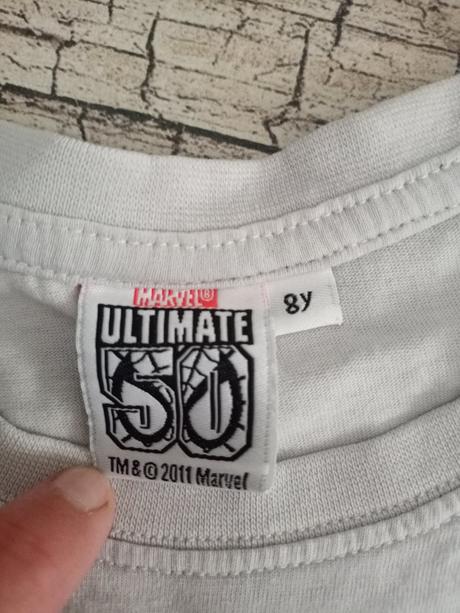 MARVEL®
ULTIMATE
50
TM & © 2011 Marvel
8Y